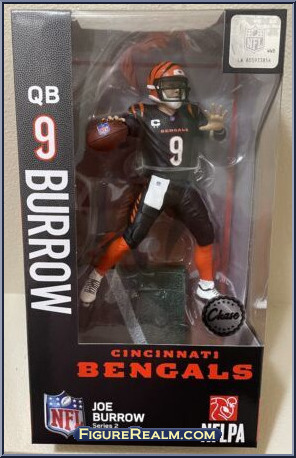 NFL
QB
9
BURROW
BENGALS
9
C
Chase
CINCINNATI
BENGALS
NFL
JOE
BURROW
Series 2
NFLPA
FIGUREREALM.COM